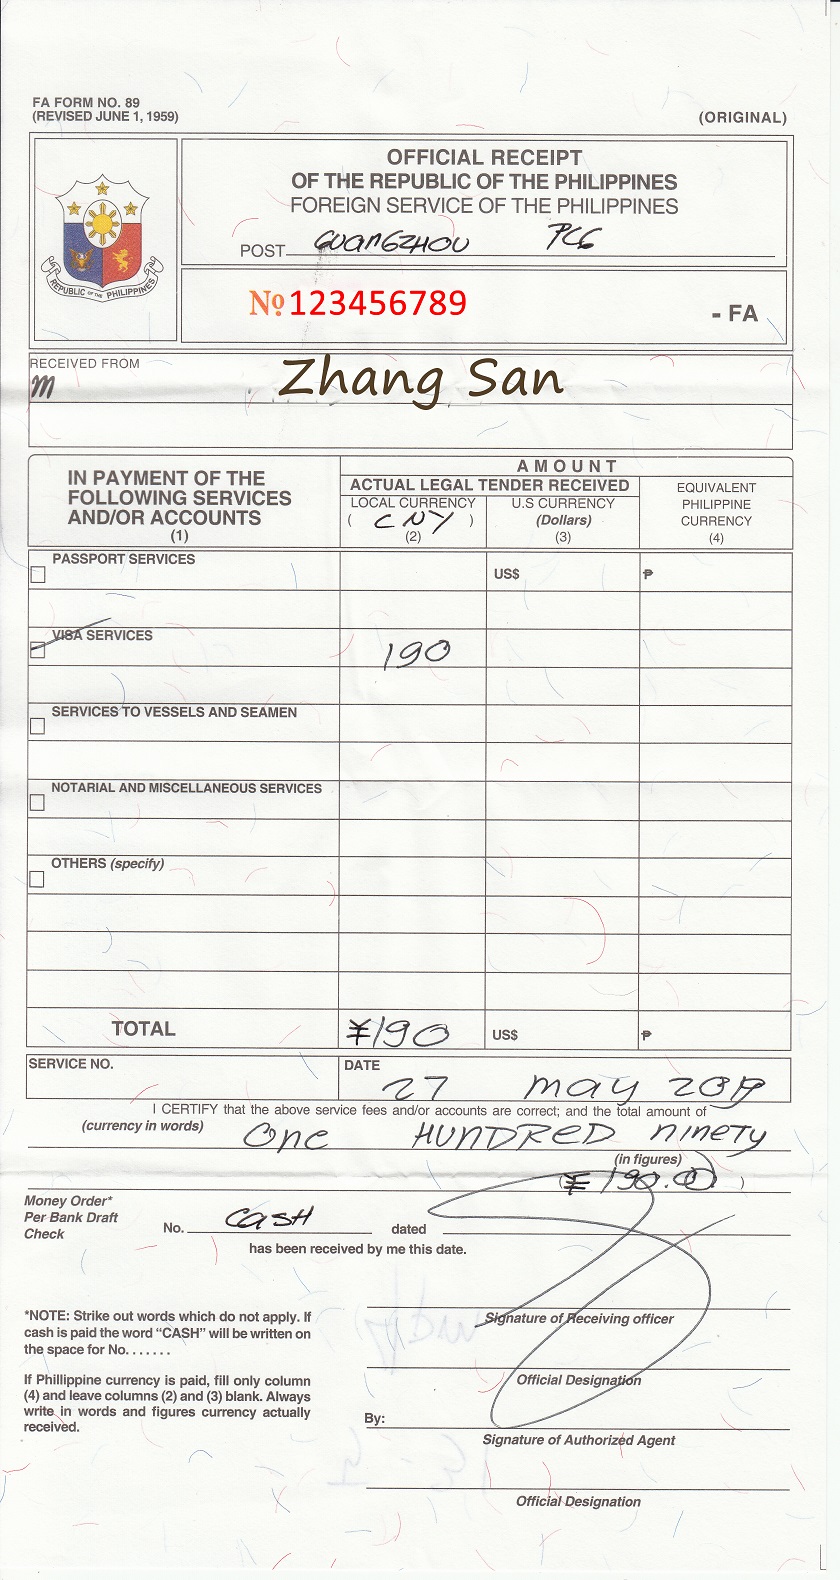 FA FORM NO. 89
(REVISED JUNE 1, 1959)
(ORIGINAL)
OFFICIAL RECEIPT
OF THE REPUBLIC OF THE PHILIPPINES
FOREIGN SERVICE OF THE PHILIPPINES
POST GUANGZHOU PCG
REPUBLIC OF THE PHILIPPINES
№ 123456789
- FA
RECEIVED FROM
m Zhang San
IN PAYMENT OF THE
FOLLOWING SERVICES
AND/OR ACCOUNTS
(1)
AMOUNT
ACTUAL LEGAL TENDER RECEIVED
LOCAL CURRENCY
( CNY )
(2)
U.S CURRENCY
(Dollars)
(3)
EQUIVALENT
PHILIPPINE
CURRENCY
(4)
PASSPORT SERVICES
US$ ₱
VISA SERVICES
190
SERVICES TO VESSELS AND SEAMEN
NOTARIAL AND MISCELLANEOUS SERVICES
OTHERS (specify)
TOTAL ¥190 US$ ₱
SERVICE NO.
DATE
27 may 2019
I CERTIFY that the above service fees and/or accounts are correct; and the total amount of
(currency in words) One HUNDRED ninety
(in figures)
(¥ 190.00 )
Money Order*
Per Bank Draft
Check
No. CASH dated
has been received by me this date.
*NOTE: Strike out words which do not apply. If
cash is paid the word “CASH” will be written on
the space for No. . . . . . .
If Phillippine currency is paid, fill only column
(4) and leave columns (2) and (3) blank. Always
write in words and figures currency actually
received.
Signature of Receiving officer
Official Designation
By:
Signature of Authorized Agent
Official Designation